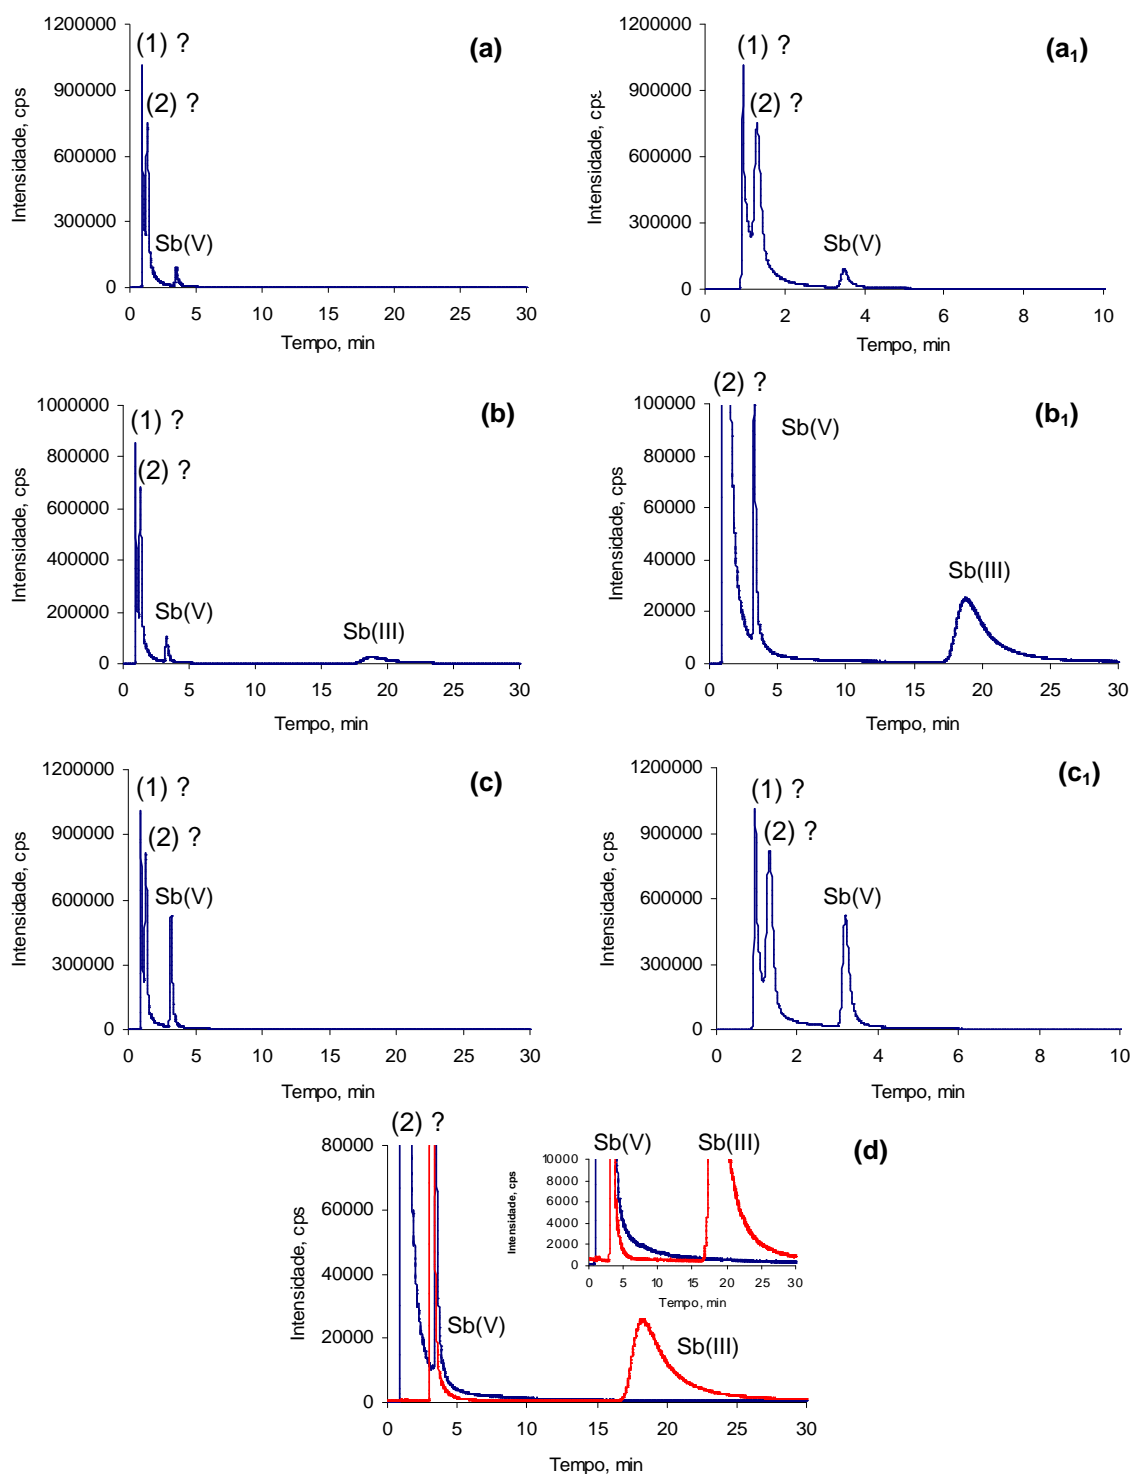 (a)
(1) ?
(2) ?
Sb(V)
Intensidade, cps
1200000
900000
600000
300000
0
0 5 10 15 20 25 30
Tempo, min
(a1)
(1) ?
(2) ?
Sb(V)
Intensidade, cps
1200000
900000
600000
300000
0
0 2 4 6 8 10
Tempo, min
(b)
(1) ?
(2) ?
Sb(V)
Sb(III)
Intensidade, cps
1000000
800000
600000
400000
200000
0
0 5 10 15 20 25 30
Tempo, min
(b1)
(2) ?
Sb(V)
Sb(III)
Intensidade, cps
100000
80000
60000
40000
20000
0
0 5 10 15 20 25 30
Tempo, min
(c)
(1) ?
(2) ?
Sb(V)
Intensidade, cps
1200000
900000
600000
300000
0
0 5 10 15 20 25 30
Tempo, min
(c1)
(1) ?
(2) ?
Sb(V)
Intensidade, cps
1200000
900000
600000
300000
0
0 2 4 6 8 10
Tempo, min
(d)
(2) ?
Sb(V)
Sb(III)
Intensidade, cps
80000
60000
40000
20000
0
0 5 10 15 20 25 30
Tempo, min
Sb(V)
Sb(III)
Intensidade, cps
10000
8000
6000
4000
2000
0
0 5 10 15 20 25 30
Tempo, min